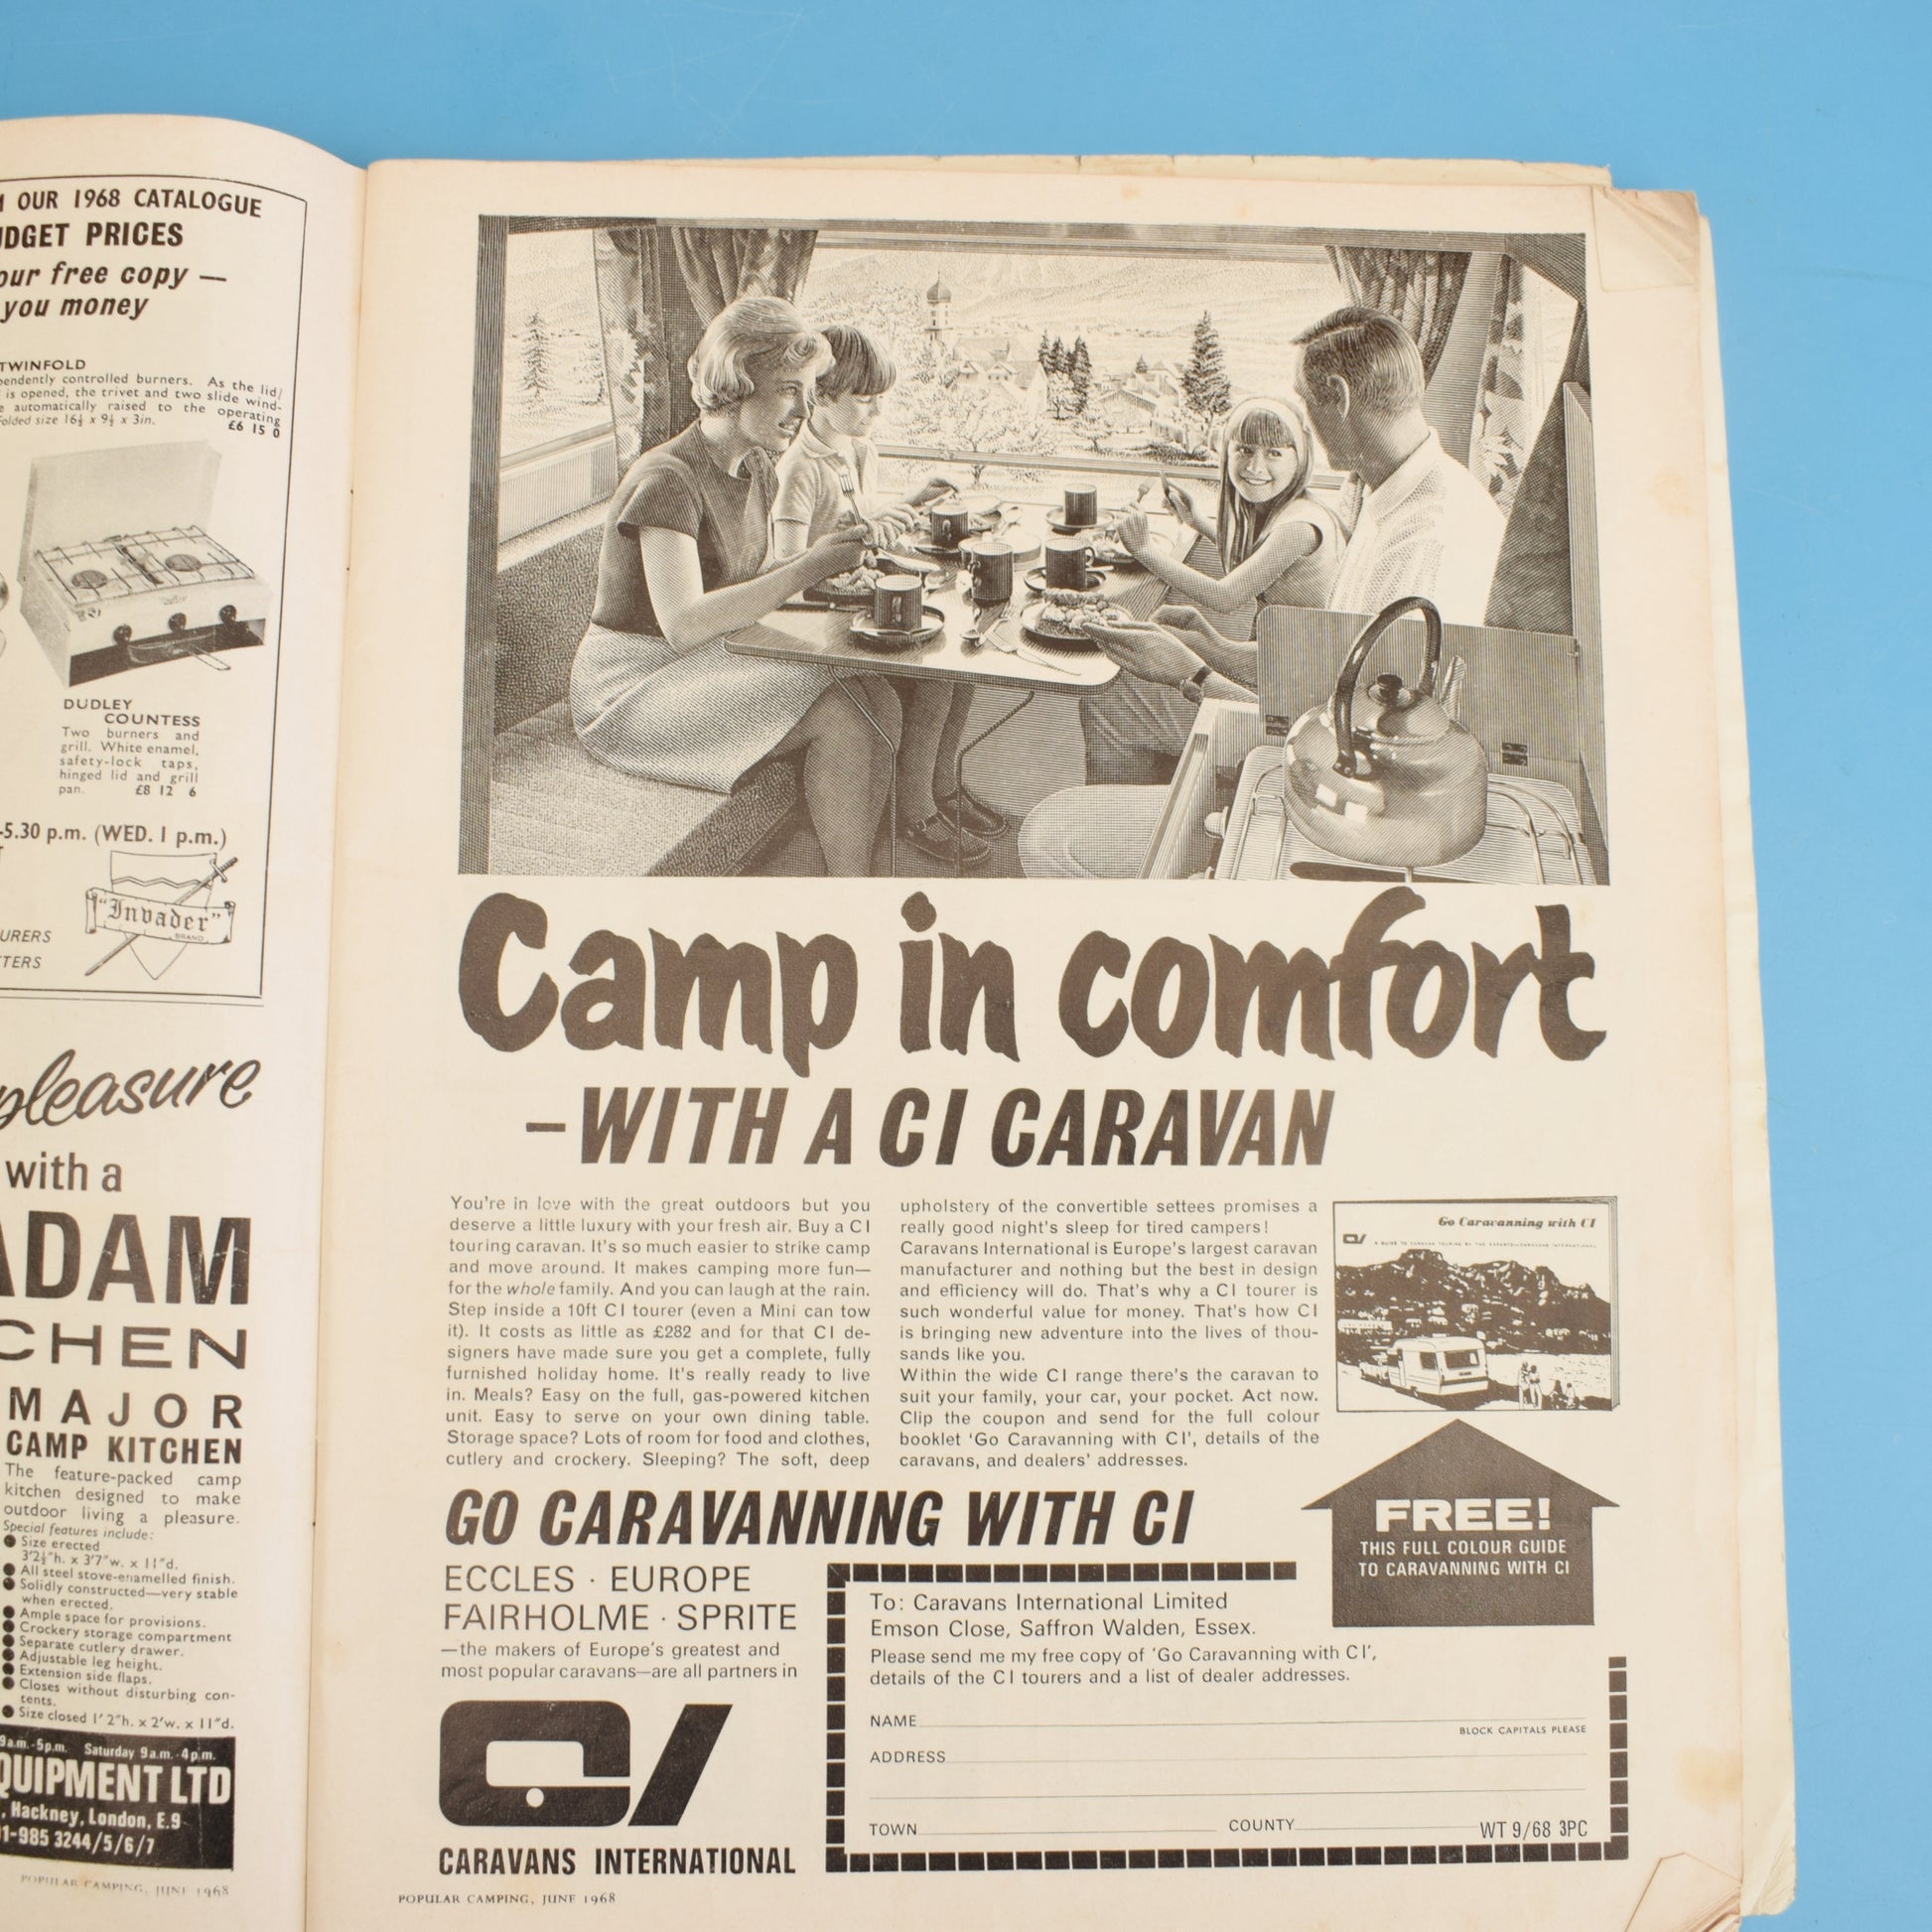 OUR 1968 CATALOGUE
PRICES
our free copy —
you money
TWINFOLD
controlled burners. As the lid/
is opened, the trivet and two slide wind-
automatically raised to the operating
folded size 16½ x 9½ x 3in.
£6 15 0
DUDLEY
COUNTESS
Two burners and
grill. White enamel,
safety-lock taps,
hinged lid and grill
pan. £8 12 6
-5.30 p.m. (WED. 1 p.m.)
"Invader"
BRAND
pleasure
with a
MAJOR
CAMP KITCHEN
The feature-packed camp
kitchen designed to make
outdoor living a pleasure.
Special features include:
● Size erected
3'2½"h. x 3'7"w. x 11"d.
● All steel stove-enamelled finish.
● Solidly constructed—very stable
when erected.
● Ample space for provisions.
● Crockery storage compartment
● Separate cutlery drawer.
● Adjustable leg height.
● Extension side flaps.
● Closes without disturbing con-
tents.
● Size closed 1' 2"h. x 2'w. x 11"d.
9a.m.-5p.m. Saturday 9a.m.-4p.m.
EQUIPMENT LTD
, Hackney, London, E.9
01-985 3244/5/6/7
POPULAR CAMPING, JUNE 1968
Camp in comfort
–WITH A CI CARAVAN
You're in love with the great outdoors but you
deserve a little luxury with your fresh air. Buy a CI
touring caravan. It's so much easier to strike camp
and move around. It makes camping more fun—
for the whole family. And you can laugh at the rain.
Step inside a 10ft CI tourer (even a Mini can tow
it). It costs as little as £282 and for that CI de-
signers have made sure you get a complete, fully
furnished holiday home. It's really ready to live
in. Meals? Easy on the full, gas-powered kitchen
unit. Easy to serve on your own dining table.
Storage space? Lots of room for food and clothes,
cutlery and crockery. Sleeping? The soft, deep
upholstery of the convertible settees promises a
really good night's sleep for tired campers!
Caravans International is Europe's largest caravan
manufacturer and nothing but the best in design
and efficiency will do. That's why a CI tourer is
such wonderful value for money. That's how CI
is bringing new adventure into the lives of thou-
sands like you.
Within the wide CI range there's the caravan to
suit your family, your car, your pocket. Act now.
Clip the coupon and send for the full colour
booklet 'Go Caravanning with CI', details of the
caravans, and dealers' addresses.
Go Caravanning with CI
CI A GUIDE TO CARAVAN TOURING BY THE EXPERTS—CARAVANS INTERNATIONAL
FREE!
THIS FULL COLOUR GUIDE
TO CARAVANNING WITH CI
GO CARAVANNING WITH CI
ECCLES · EUROPE
FAIRHOLME · SPRITE
—the makers of Europe's greatest and
most popular caravans—are all partners in
CI
CARAVANS INTERNATIONAL
To: Caravans International Limited
Emson Close, Saffron Walden, Essex.
Please send me my free copy of 'Go Caravanning with CI',
details of the CI tourers and a list of dealer addresses.
NAME
BLOCK CAPITALS PLEASE
ADDRESS
TOWN COUNTY WT 9/68 3PC
POPULAR CAMPING, JUNE 1968